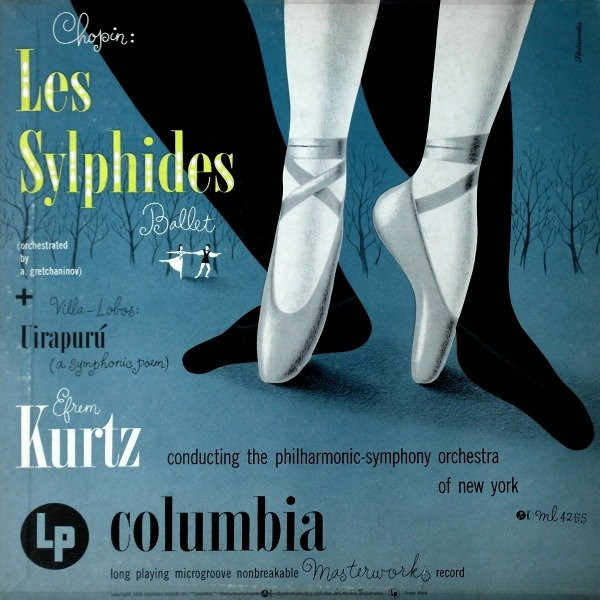 Chopin:
Les
Sylphides
Ballet
(orchestrated
by
a. gretchaninov)
+
Villa-Lobos:
Uirapurú
(a symphonic poem)
Efrem
Kurtz
conducting the philharmonic-symphony orchestra
of new york
ml 4255
LP columbia
long playing microgroove nonbreakable Masterworks record